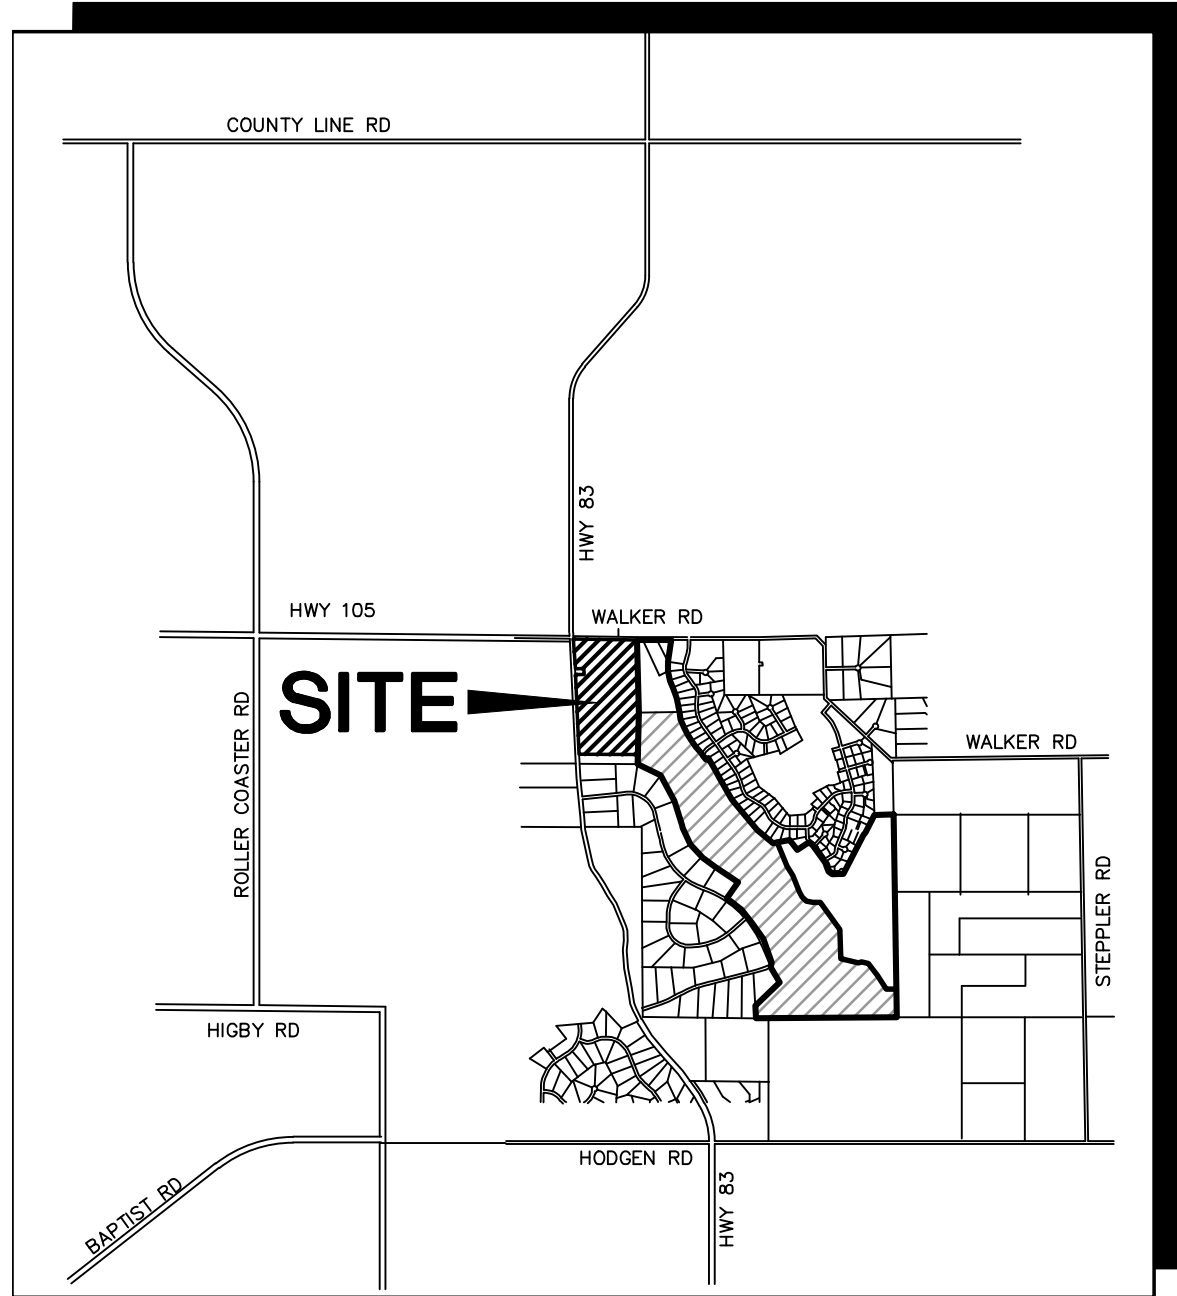 COUNTY LINE RD
HWY 83
HWY 105
WALKER RD
SITE
ROLLER COASTER RD
WALKER RD
STEPPLER RD
HIGBY RD
HODGEN RD
BAPTIST RD
HWY 83